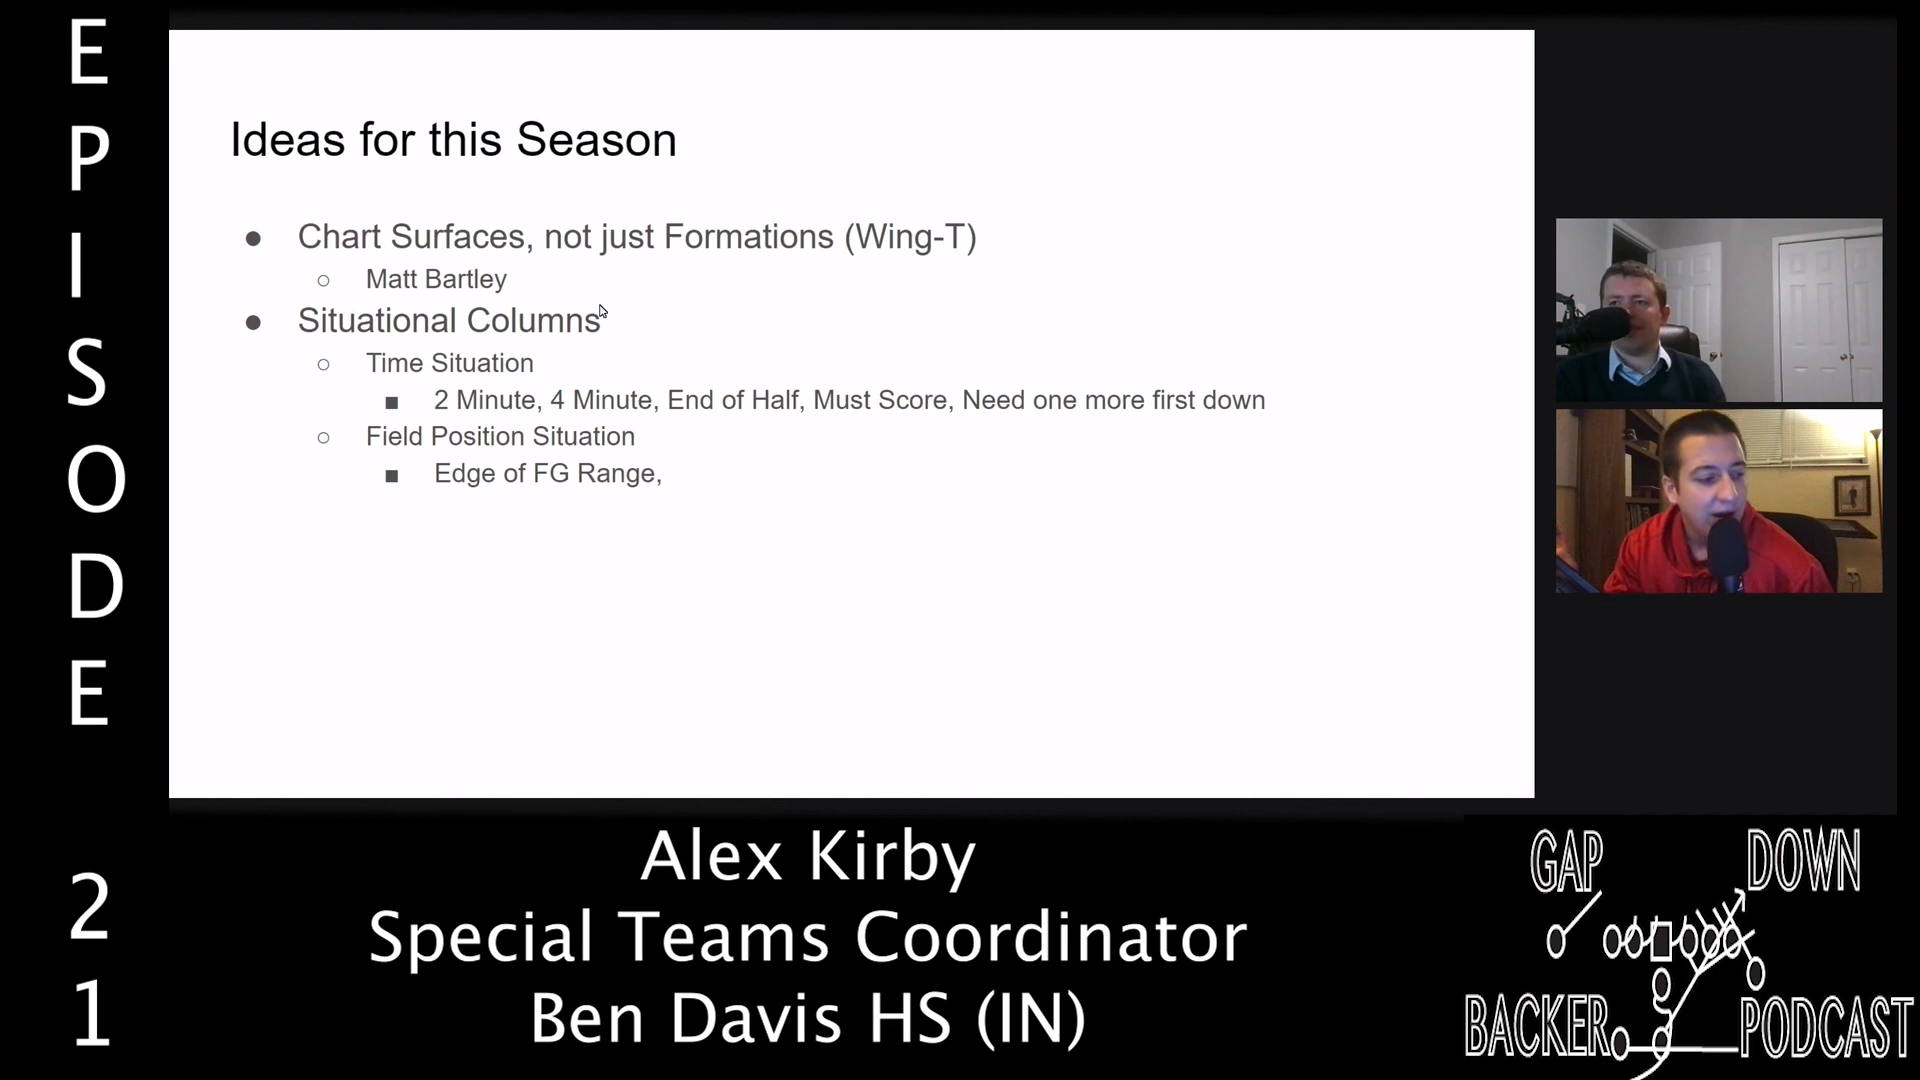 EPISODE 21
Ideas for this Season
Chart Surfaces, not just Formations (Wing-T)
Matt Bartley
Situational Columns
Time Situation
2 Minute, 4 Minute, End of Half, Must Score, Need one more first down
Field Position Situation
Edge of FG Range,
Alex Kirby
Special Teams Coordinator
Ben Davis HS (IN)
GAP DOWN
BACKER PODCAST